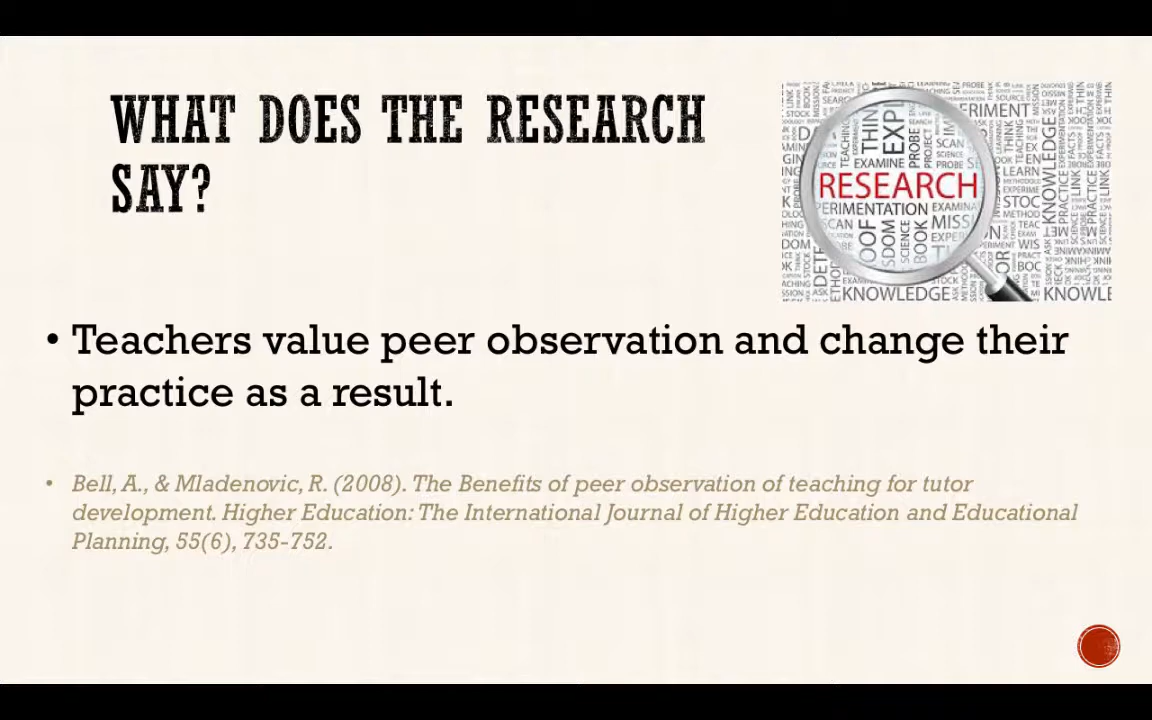 WHAT DOES THE RESEARCH
SAY?
RESEARCH
EXAMINE
PERIMENTATION
KNOWLEDGE
• Teachers value peer observation and change their
practice as a result.
• Bell, A., & Mladenovic, R. (2008). The Benefits of peer observation of teaching for tutor
development. Higher Education: The International Journal of Higher Education and Educational
Planning, 55(6), 735-752.